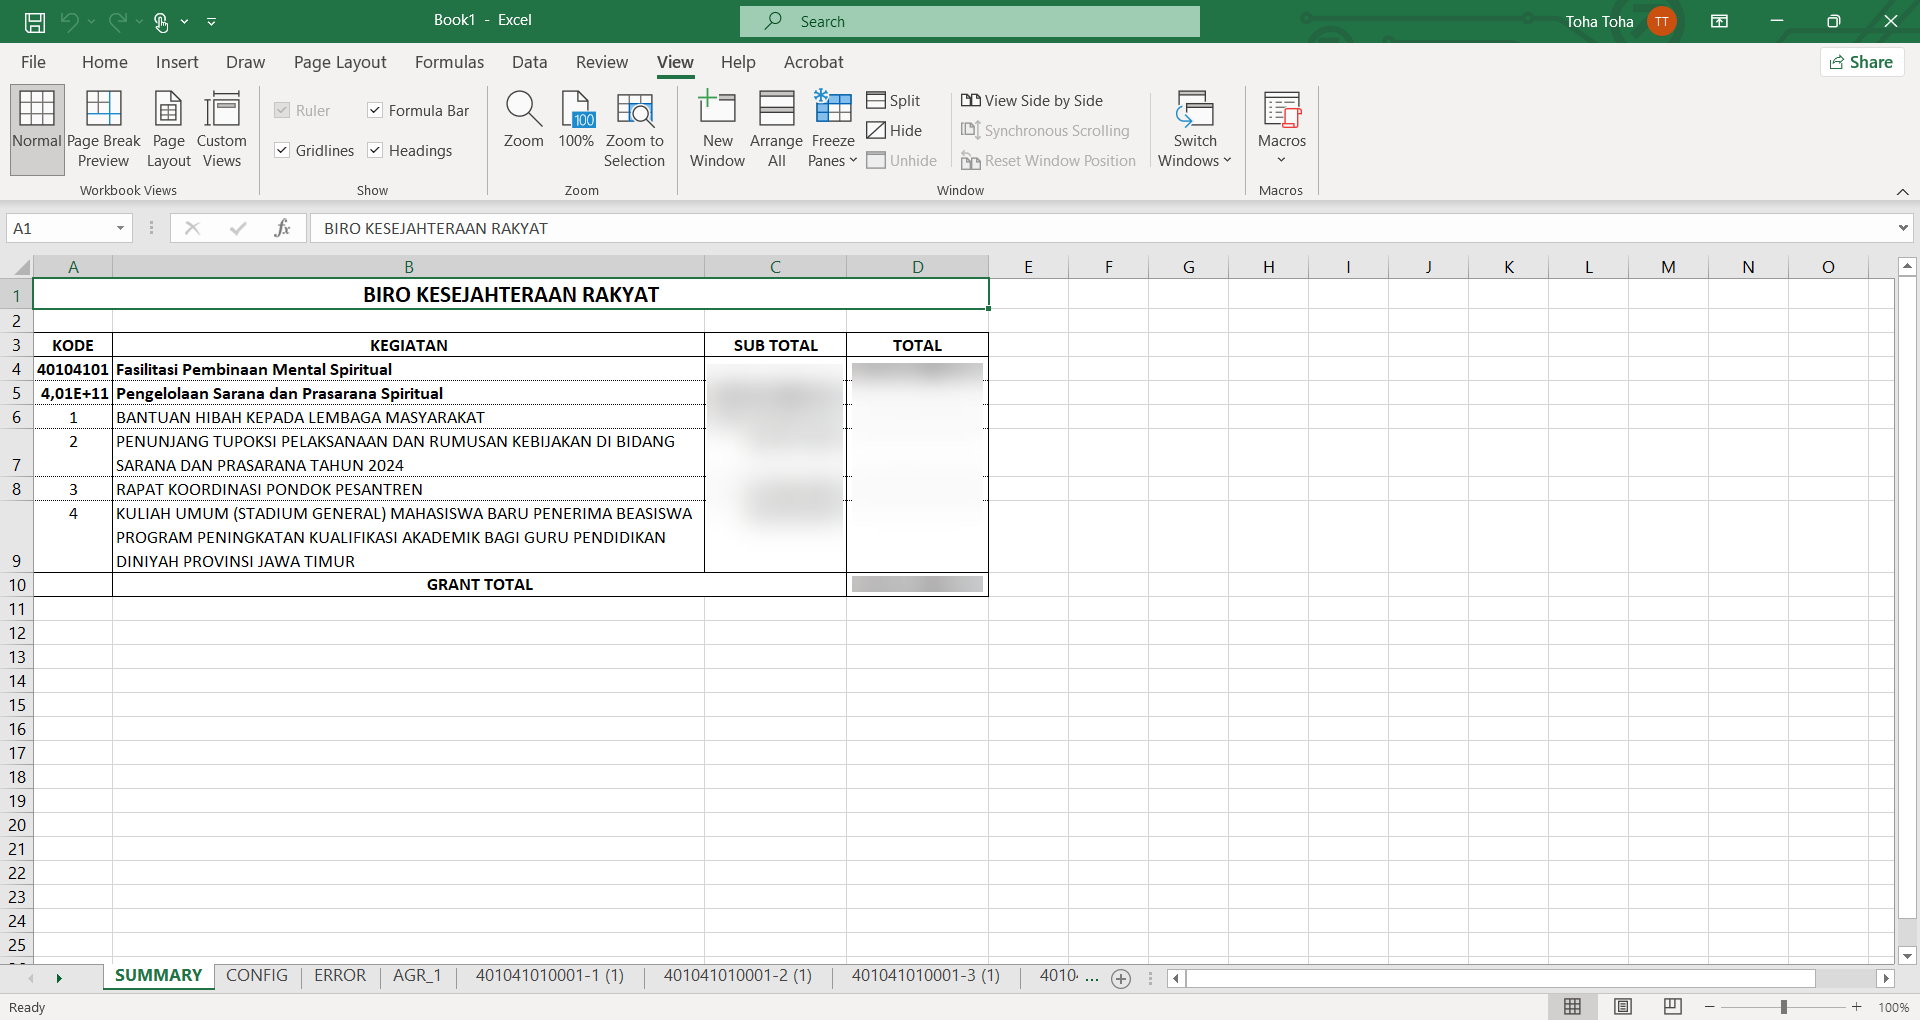 Book1 - Excel
Search
Toha Toha
TT
File Home Insert Draw Page Layout Formulas Data Review View Help Acrobat
Share
Normal
Page Break Preview
Page Layout
Custom Views
Workbook Views
Ruler
Formula Bar
Gridlines
Headings
Show
Zoom
100
100%
Zoom to Selection
Zoom
New Window
Arrange All
Freeze Panes
Split
Hide
Unhide
View Side by Side
Synchronous Scrolling
Reset Window Position
Switch Windows
Window
Macros
Macros
A1
fx
BIRO KESEJAHTERAAN RAKYAT
A B C D E F G H I J K L M N O
1 BIRO KESEJAHTERAAN RAKYAT
2
3 KODE KEGIATAN SUB TOTAL TOTAL
4 40104101 Fasilitasi Pembinaan Mental Spiritual
5 4,01E+11 Pengelolaan Sarana dan Prasarana Spiritual
6 1 BANTUAN HIBAH KEPADA LEMBAGA MASYARAKAT
2 PENUNJANG TUPOKSI PELAKSANAAN DAN RUMUSAN KEBIJAKAN DI BIDANG
7 SARANA DAN PRASARANA TAHUN 2024
8 3 RAPAT KOORDINASI PONDOK PESANTREN
4 KULIAH UMUM (STADIUM GENERAL) MAHASISWA BARU PENERIMA BEASISWA
PROGRAM PENINGKATAN KUALIFIKASI AKADEMIK BAGI GURU PENDIDIKAN
9 DINIYAH PROVINSI JAWA TIMUR
10 GRANT TOTAL
11
12
13
14
15
16
17
18
19
20
21
22
23
24
25
SUMMARY CONFIG ERROR AGR_1 401041010001-1 (1) 401041010001-2 (1) 401041010001-3 (1) 4010 ...
Ready
100%